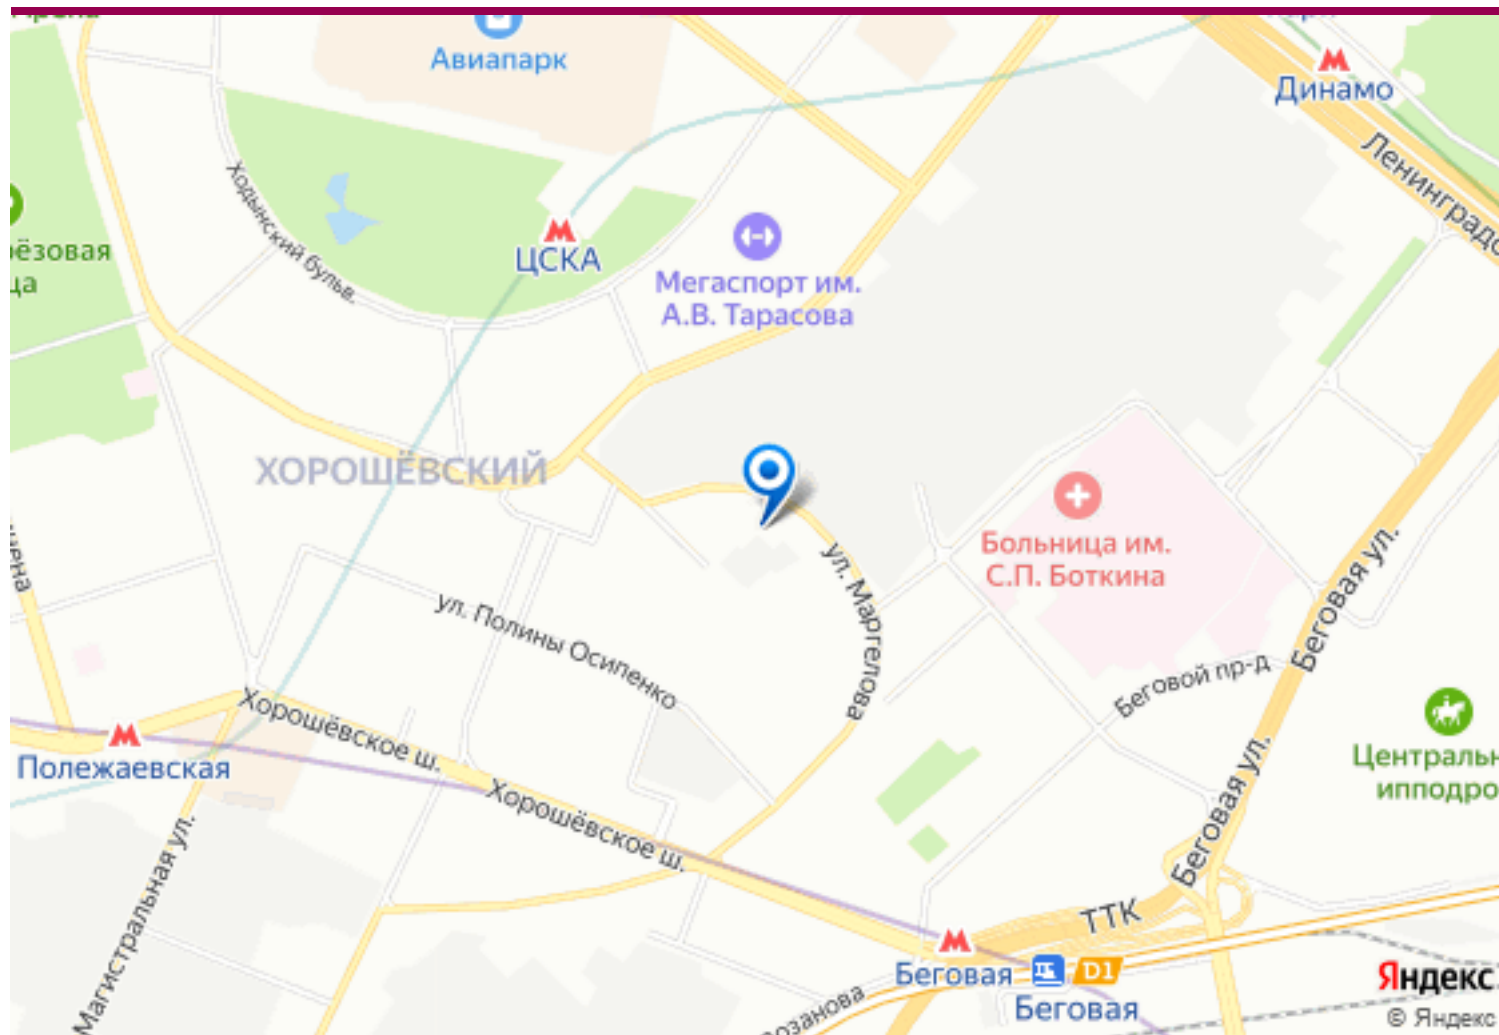 Авиапарк
Динамо
Ленинградс
Ходынский бульв.
ЦСКА
ёзовая
ца
Мегаспорт им.
А.В. Тарасова
ХОРОШЁВСКИЙ
Больница им.
С.П. Боткина
ул. Маргелова
Беговая ул.
ул. Полины Осипенко
Беговой пр-д
Хорошёвское ш.
Полежаевская
Центральн
ипподро
Хорошёвское ш.
Беговая ул.
Магистральная ул.
ТТК
Беговая
D1
Беговая
озанова
Яндекс
© Яндекс